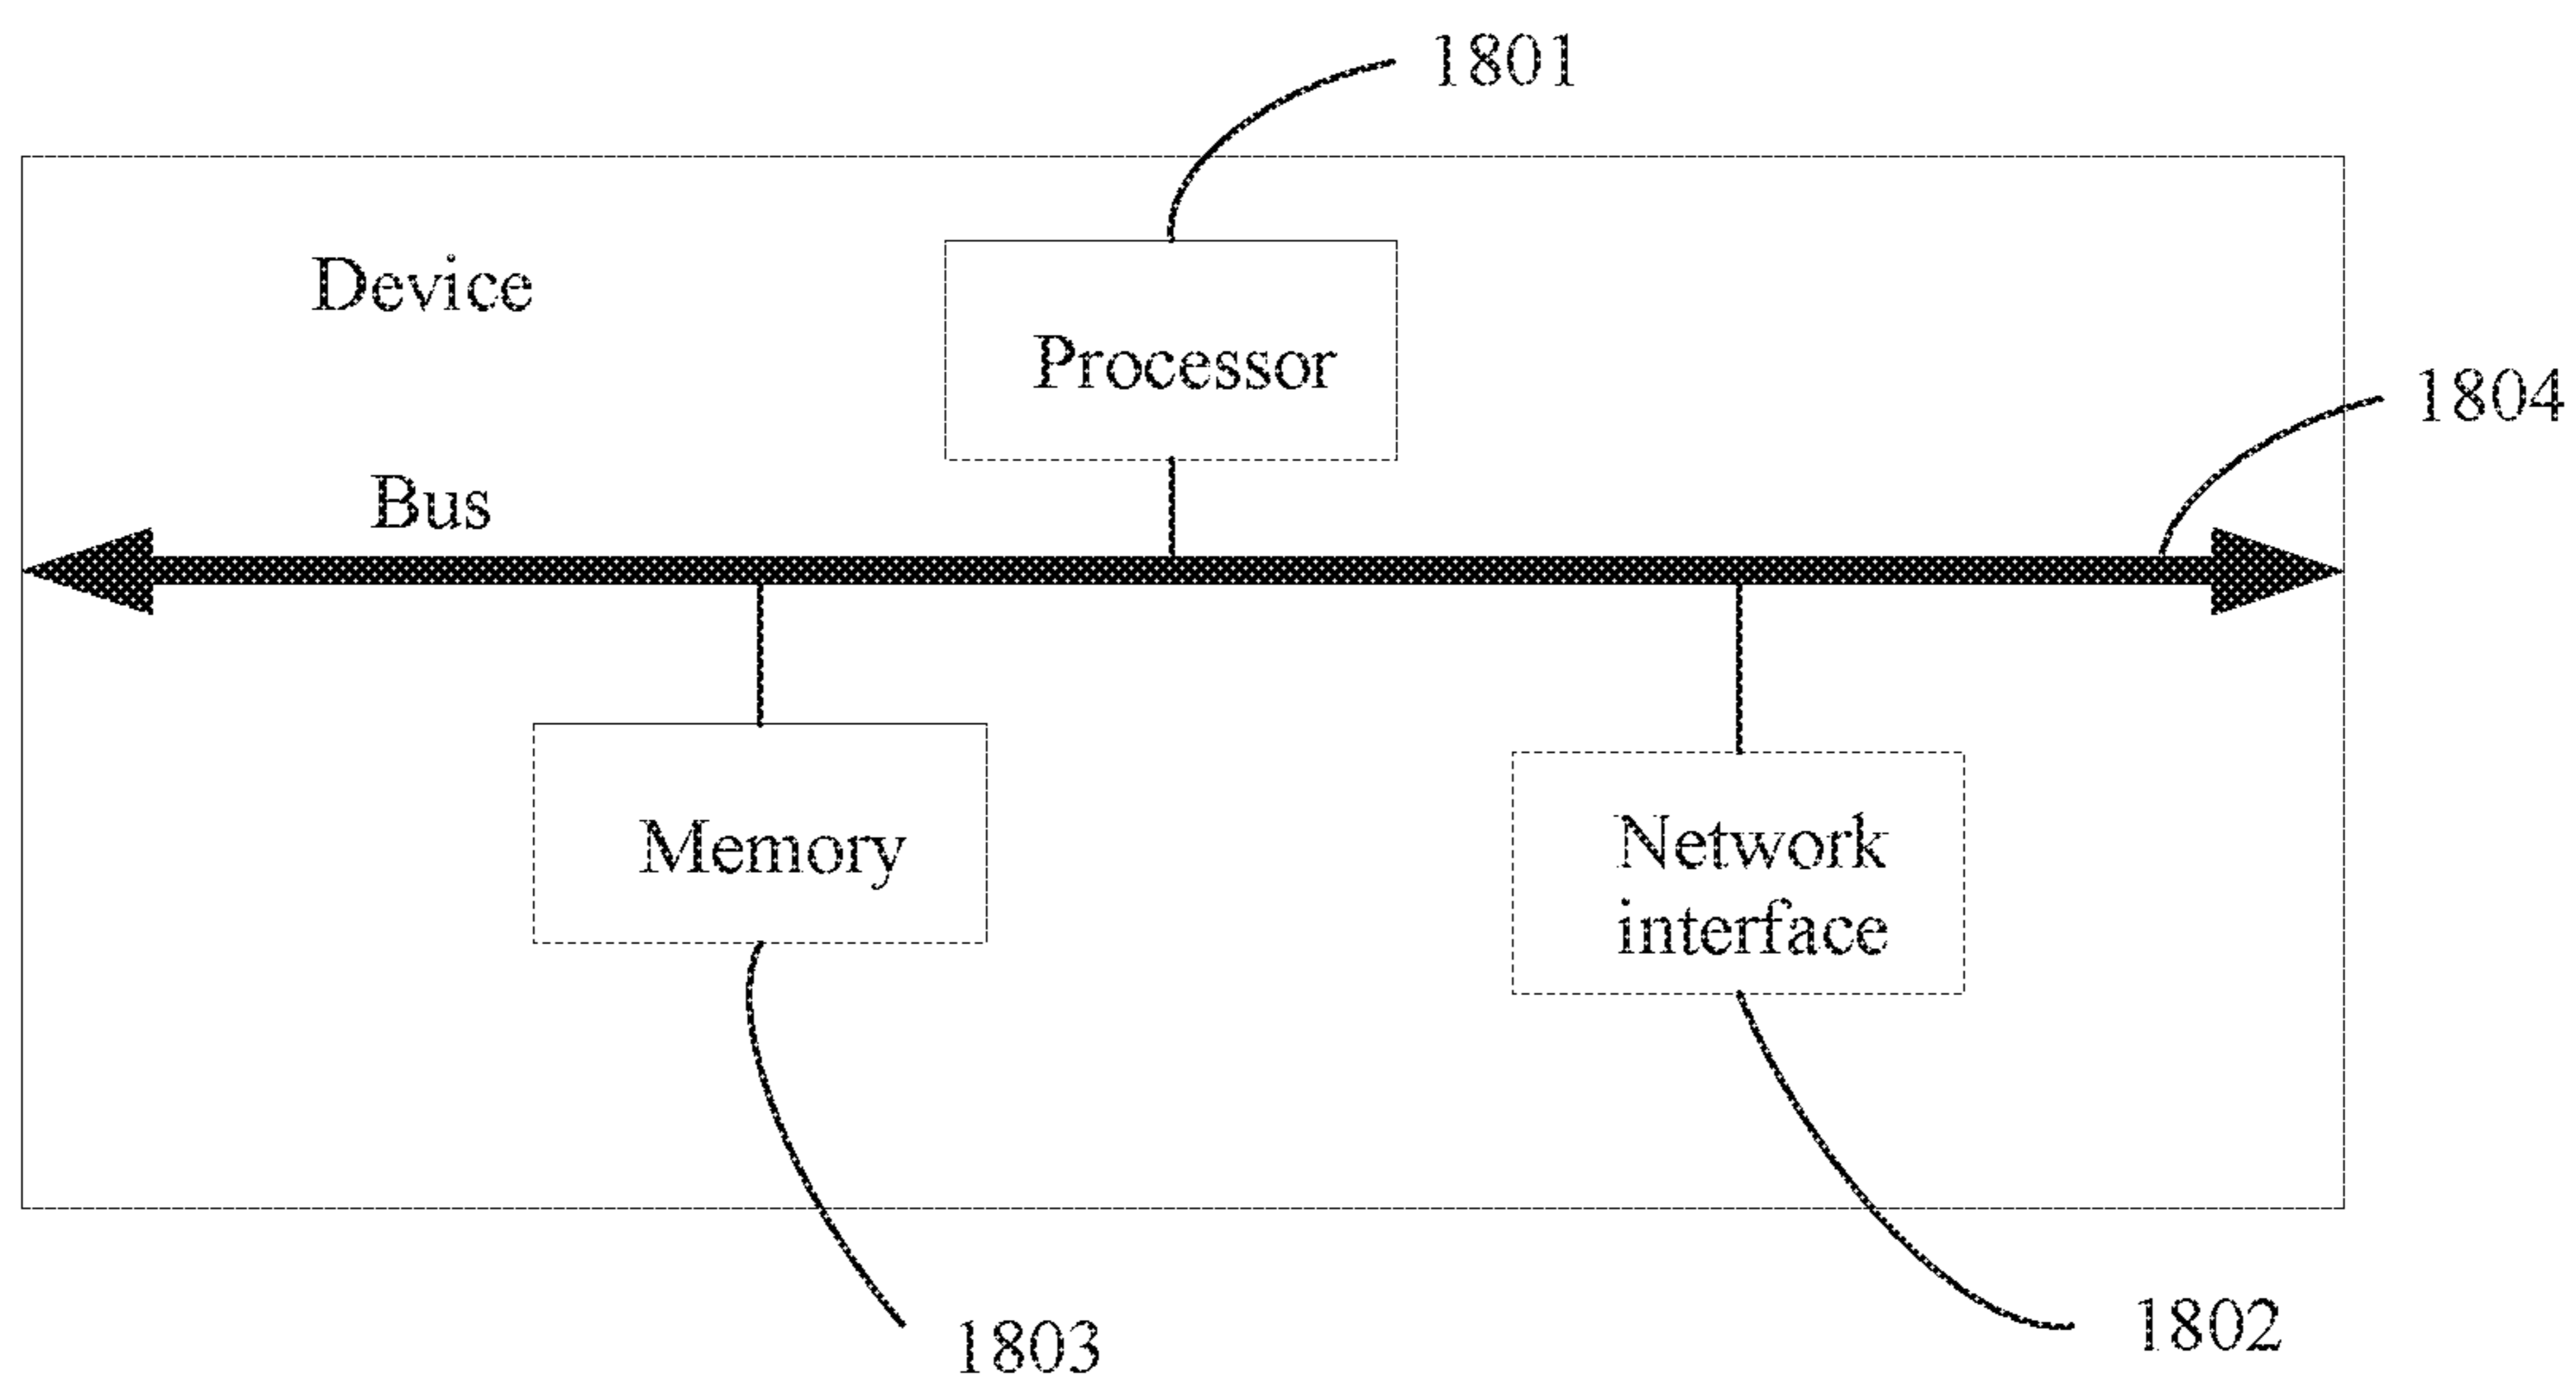 1801
Device
Processor
1804
Bus
Memory
Network
interface
1803
1802